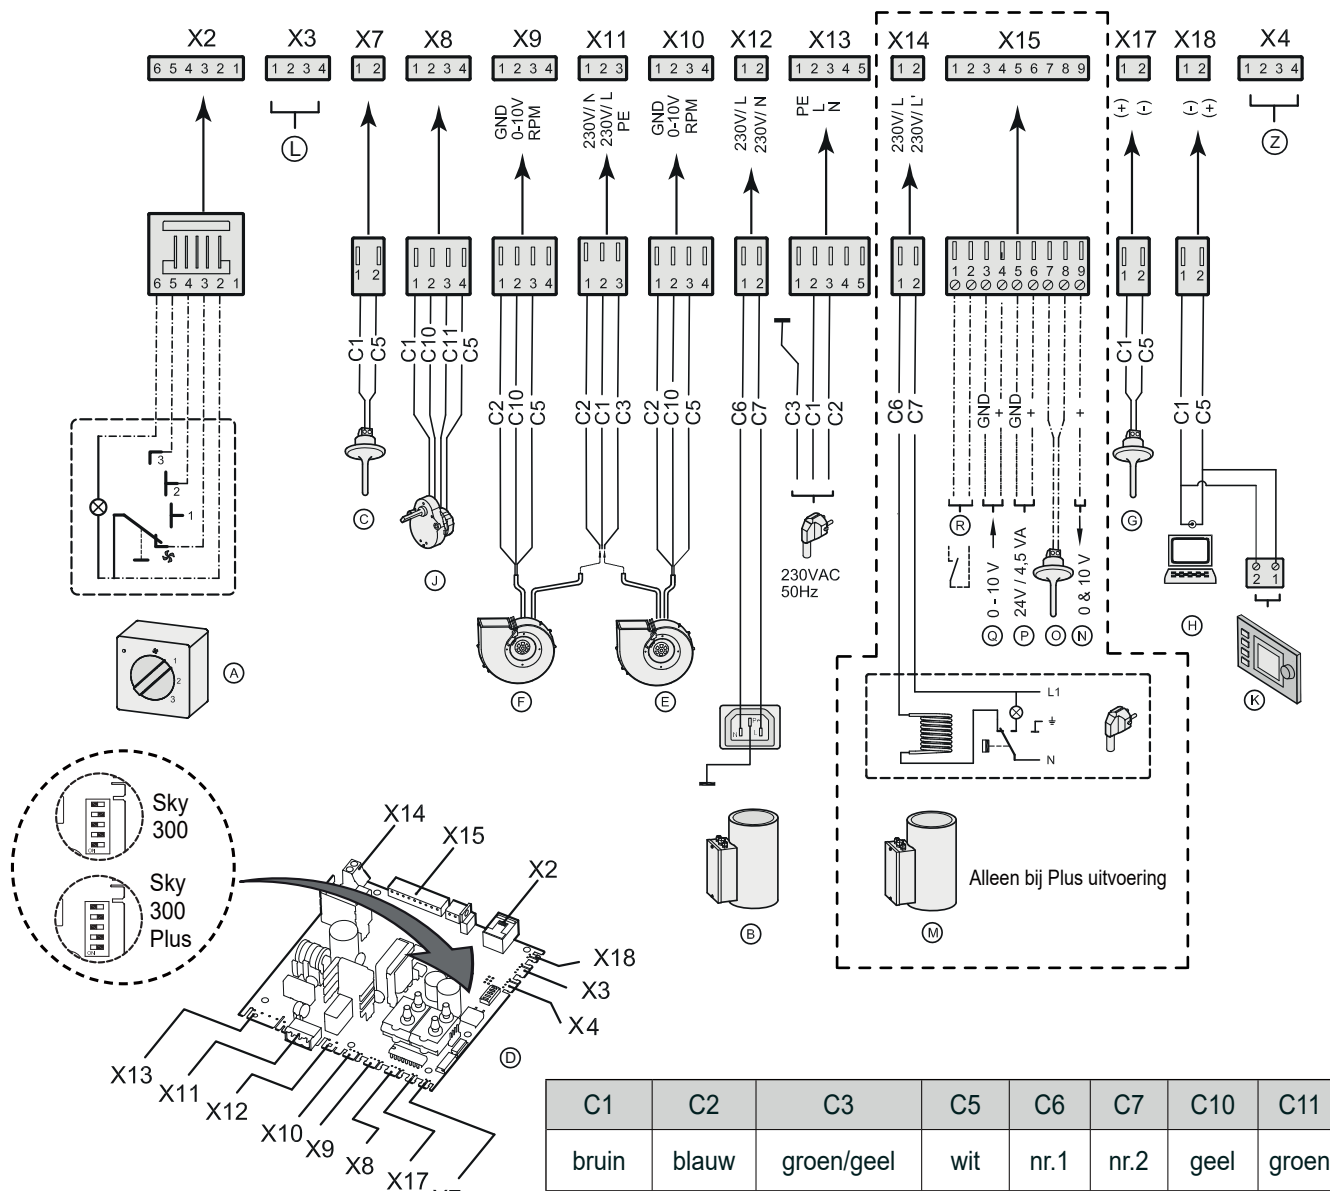 X2 X3 X7 X8 X9 X11 X10 X12 X13 X14 X15 X17 X18 X4
6 5 4 3 2 1
1 2 3 4
1 2
1 2 3 4
1 2 3 4
1 2 3
1 2 3 4
1 2
1 2 3 4 5
1 2
1 2 3 4 5 6 7 8 9
1 2
1 2
1 2 3 4
L
GND
0-10V
RPM
230V/ N
230V/ L
PE
GND
0-10V
RPM
230V/ L
230V/ N
PE
L
N
230V/ L
230V/ L'
(+)
(-)
(-)
(+)
Z
6 5 4 3 2 1
1 2
1 2 3 4
1 2 3 4
1 2 3
1 2 3 4
1 2
1 2 3 4 5
1 2
1 2 3 4 5 6 7 8 9
1 2
1 2
C1 C5
C1 C10 C11 C5
C2 C10 C5
C2 C1 C3
C2 C10 C5
C6 C7
C3 C1 C2
C6 C7
GND +
GND +
+
C1 C5
C1 C5
3
2
1
C
J
F
E
230VAC
50Hz
R
0 - 10 V
Q
24V / 4,5 VA
P
O
0 & 10 V
N
G
H
2 1
K
1
2
3
A
N
L
L1
N
B
M
Alleen bij Plus uitvoering
Sky
300
ON
Sky
300
Plus
ON
X14
X15
X2
X18
X3
X4
D
X13
X11
X12
X10
X9
X8
X17
C1 C2 C3 C5 C6 C7 C10 C11
bruin blauw groen/geel wit nr.1 nr.2 geel groen